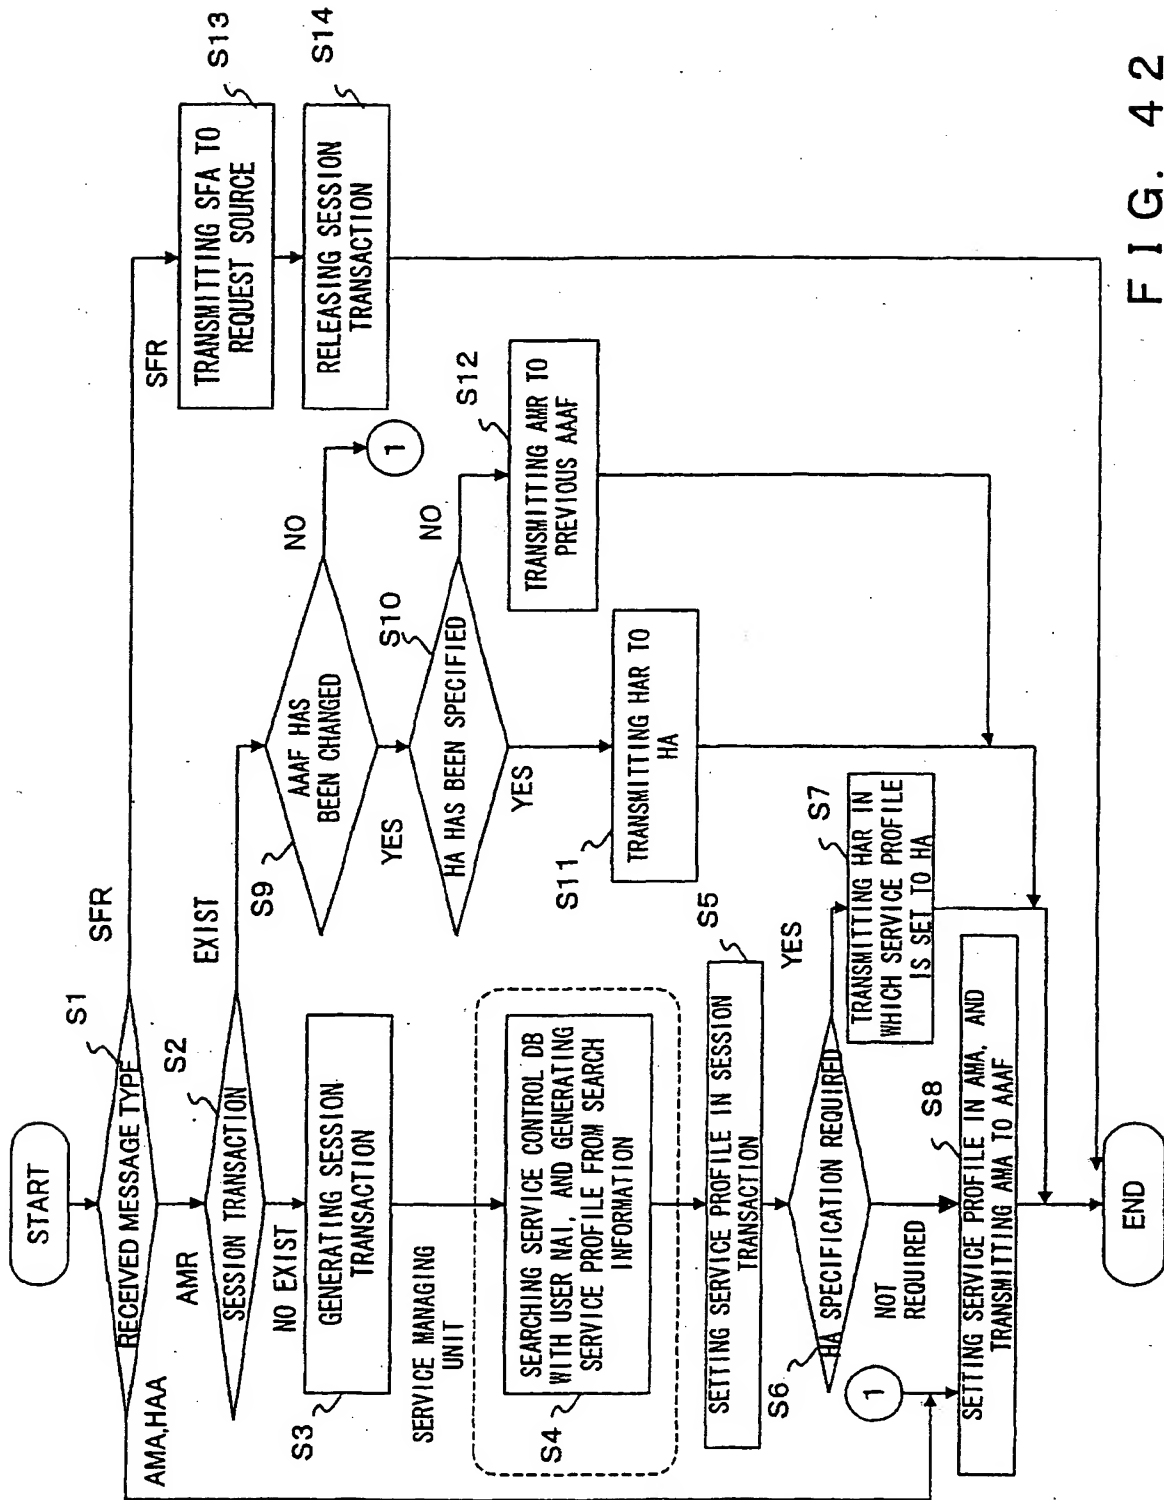 START
S1
RECEIVED MESSAGE TYPE
SFR
AMR
AMA,HAA
S2
SESSION TRANSACTION
EXIST
NO EXIST
S3
GENERATING SESSION
TRANSACTION
SERVICE MANAGING
UNIT
S4
SEARCHING SERVICE CONTROL DB
WITH USER NAI, AND GENERATING
SERVICE PROFILE FROM SEARCH
INFORMATION
S5
SETTING SERVICE PROFILE IN SESSION
TRANSACTION
S6
HA SPECIFICATION REQUIRED
YES
NOT
REQUIRED
S7
TRANSMITTING HAR IN
WHICH SERVICE PROFILE
IS SET TO HA
1
S8
SETTING SERVICE PROFILE IN AMA, AND
TRANSMITTING AMA TO AAAF
END
S9
AAAF HAS
BEEN CHANGED
NO
1
YES
S10
HA HAS BEEN SPECIFIED
NO
YES
S11
TRANSMITTING HAR TO
HA
S12
TRANSMITTING AMR TO
PREVIOUS AAAF
SFR
S13
TRANSMITTING SFA TO
REQUEST SOURCE
S14
RELEASING SESSION
TRANSACTION
FIG. 42